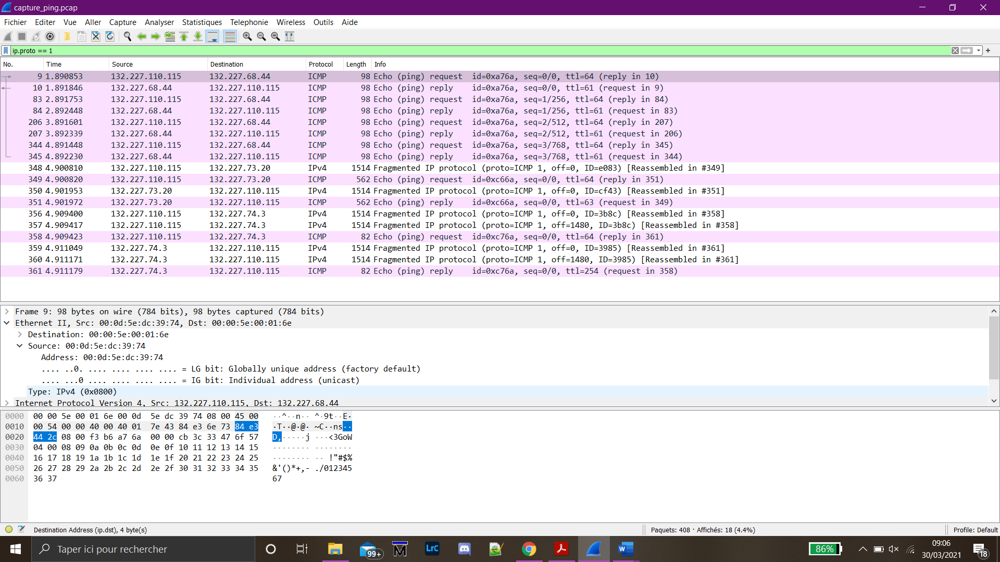 capture_ping.pcap
Fichier Editer Vue Aller Capture Analyser Statistiques Telephonie Wireless Outils Aide
ip.proto == 1
No. Time Source Destination Protocol Length Info
9 1.890853 132.227.110.115 132.227.68.44 ICMP 98 Echo (ping) request id=0xa76a, seq=0/0, ttl=64 (reply in 10)
10 1.891846 132.227.68.44 132.227.110.115 ICMP 98 Echo (ping) reply id=0xa76a, seq=0/0, ttl=61 (request in 9)
83 2.891753 132.227.110.115 132.227.68.44 ICMP 98 Echo (ping) request id=0xa76a, seq=1/256, ttl=64 (reply in 84)
84 2.892448 132.227.68.44 132.227.110.115 ICMP 98 Echo (ping) reply id=0xa76a, seq=1/256, ttl=61 (request in 83)
206 3.891601 132.227.110.115 132.227.68.44 ICMP 98 Echo (ping) request id=0xa76a, seq=2/512, ttl=64 (reply in 207)
207 3.892339 132.227.68.44 132.227.110.115 ICMP 98 Echo (ping) reply id=0xa76a, seq=2/512, ttl=61 (request in 206)
344 4.891448 132.227.110.115 132.227.68.44 ICMP 98 Echo (ping) request id=0xa76a, seq=3/768, ttl=64 (reply in 345)
345 4.892230 132.227.68.44 132.227.110.115 ICMP 98 Echo (ping) reply id=0xa76a, seq=3/768, ttl=61 (request in 344)
348 4.900810 132.227.110.115 132.227.73.20 IPv4 1514 Fragmented IP protocol (proto=ICMP 1, off=0, ID=e083) [Reassembled in #349]
349 4.900820 132.227.110.115 132.227.73.20 ICMP 562 Echo (ping) request id=0xc66a, seq=0/0, ttl=64 (reply in 351)
350 4.901953 132.227.73.20 132.227.110.115 IPv4 1514 Fragmented IP protocol (proto=ICMP 1, off=0, ID=cf43) [Reassembled in #351]
351 4.901972 132.227.73.20 132.227.110.115 ICMP 562 Echo (ping) reply id=0xc66a, seq=0/0, ttl=63 (request in 349)
356 4.909400 132.227.110.115 132.227.74.3 IPv4 1514 Fragmented IP protocol (proto=ICMP 1, off=0, ID=3b8c) [Reassembled in #358]
357 4.909417 132.227.110.115 132.227.74.3 IPv4 1514 Fragmented IP protocol (proto=ICMP 1, off=1480, ID=3b8c) [Reassembled in #358]
358 4.909423 132.227.110.115 132.227.74.3 ICMP 82 Echo (ping) request id=0xc76a, seq=0/0, ttl=64 (reply in 361)
359 4.911049 132.227.74.3 132.227.110.115 IPv4 1514 Fragmented IP protocol (proto=ICMP 1, off=0, ID=3985) [Reassembled in #361]
360 4.911171 132.227.74.3 132.227.110.115 IPv4 1514 Fragmented IP protocol (proto=ICMP 1, off=1480, ID=3985) [Reassembled in #361]
361 4.911179 132.227.74.3 132.227.110.115 ICMP 82 Echo (ping) reply id=0xc76a, seq=0/0, ttl=254 (request in 358)
Frame 9: 98 bytes on wire (784 bits), 98 bytes captured (784 bits)
Ethernet II, Src: 00:0d:5e:dc:39:74, Dst: 00:00:5e:00:01:6e
Destination: 00:00:5e:00:01:6e
Source: 00:0d:5e:dc:39:74
Address: 00:0d:5e:dc:39:74
.... ..0. .... .... .... .... = LG bit: Globally unique address (factory default)
.... ...0 .... .... .... .... = IG bit: Individual address (unicast)
Type: IPv4 (0x0800)
Internet Protocol Version 4, Src: 132.227.110.115, Dst: 132.227.68.44
0000 00 00 5e 00 01 6e 00 0d 5e dc 39 74 08 00 45 00 ··^··n·· ^·9t··E·
0010 00 54 00 00 40 00 40 01 7e 43 84 e3 6e 73 84 e3 ·T··@·@· ~C··ns··
0020 44 2c 08 00 f3 b6 a7 6a 00 00 cb 3c 33 47 6f 57 D,·····j ···<3GoW
0030 04 00 08 09 0a 0b 0c 0d 0e 0f 10 11 12 13 14 15 ········ ········
0040 16 17 18 19 1a 1b 1c 1d 1e 1f 20 21 22 23 24 25 ········ ·· !"#$%
0050 26 27 28 29 2a 2b 2c 2d 2e 2f 30 31 32 33 34 35 &'()*+,- ./012345
0060 36 37 67
Destination Address (ip.dst), 4 byte(s) Paquets: 408 · Affichés: 18 (4.4%) Profile: Default
Taper ici pour rechercher 99+ LrC W 86% 09:06
30/03/2021 18